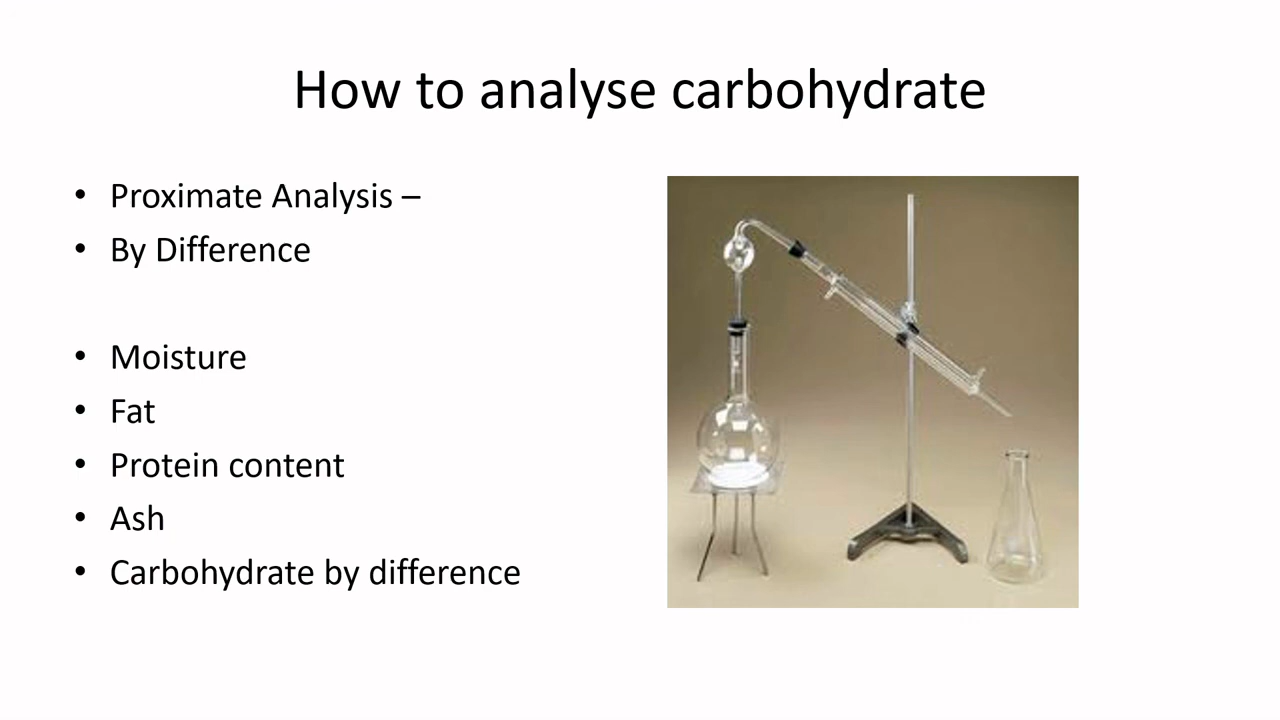 How to analyse carbohydrate
• Proximate Analysis –
• By Difference
• Moisture
• Fat
• Protein content
• Ash
• Carbohydrate by difference